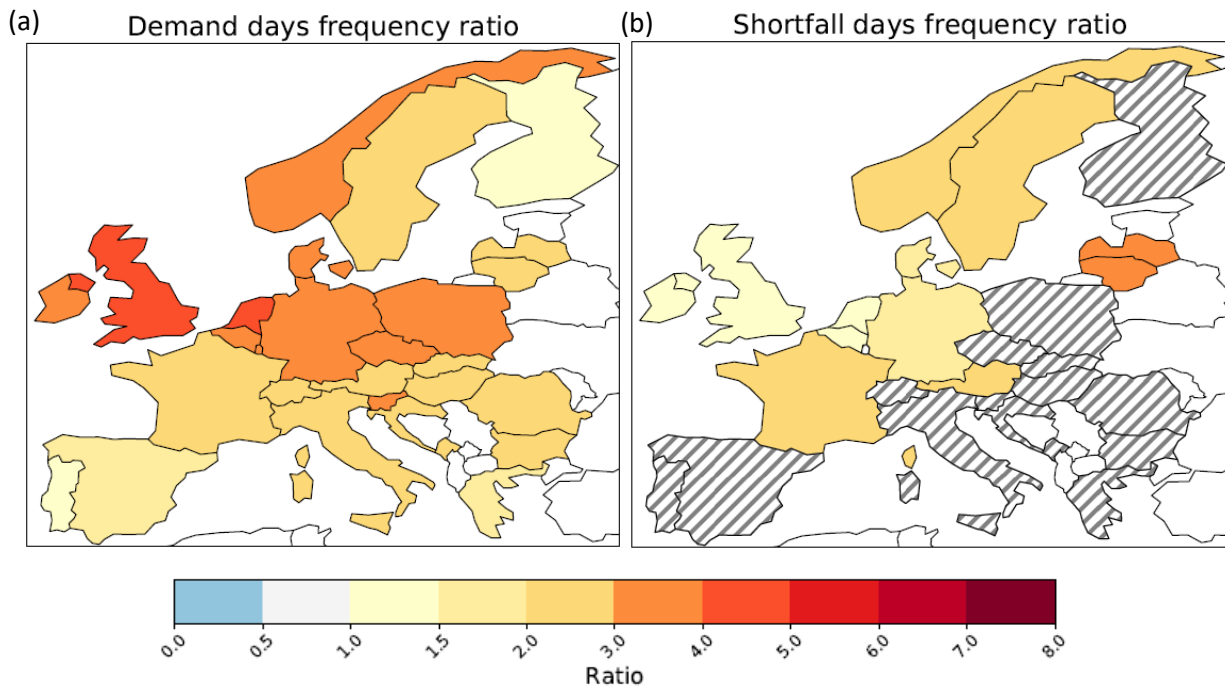 (a) Demand days frequency ratio
(b) Shortfall days frequency ratio
0.0 0.5 1.0 1.5 2.0 3.0 4.0 5.0 6.0 7.0 8.0
Ratio